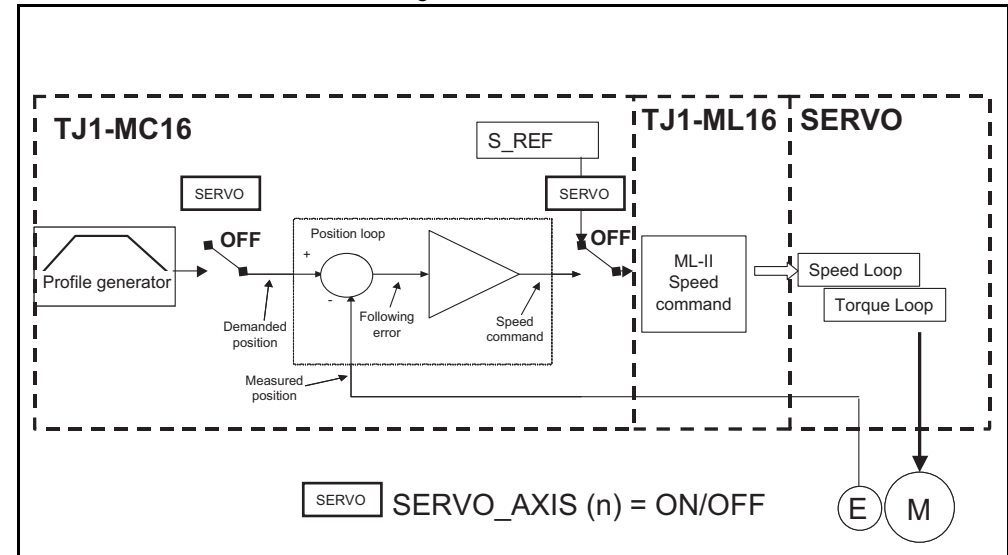 TJ1-MC16
TJ1-ML16
SERVO
S_REF
SERVO
SERVO
OFF
Position loop
OFF
+
-
Profile generator
Demanded
position
Following
error
Speed
command
ML-II
Speed
command
Speed Loop
Torque Loop
Measured
position
SERVO
SERVO_AXIS (n) = ON/OFF
E
M